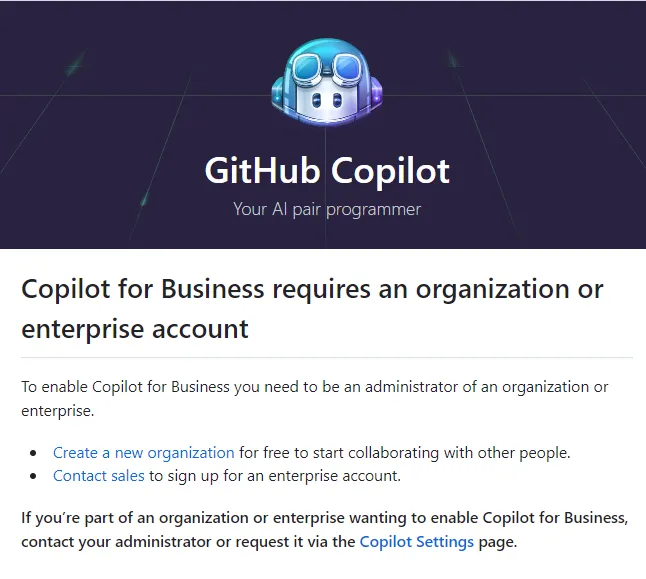 GitHub Copilot
Your AI pair programmer
Copilot for Business requires an organization or
enterprise account
To enable Copilot for Business you need to be an administrator of an organization or
enterprise.
• Create a new organization for free to start collaborating with other people.
• Contact sales to sign up for an enterprise account.
If you’re part of an organization or enterprise wanting to enable Copilot for Business,
contact your administrator or request it via the Copilot Settings page.